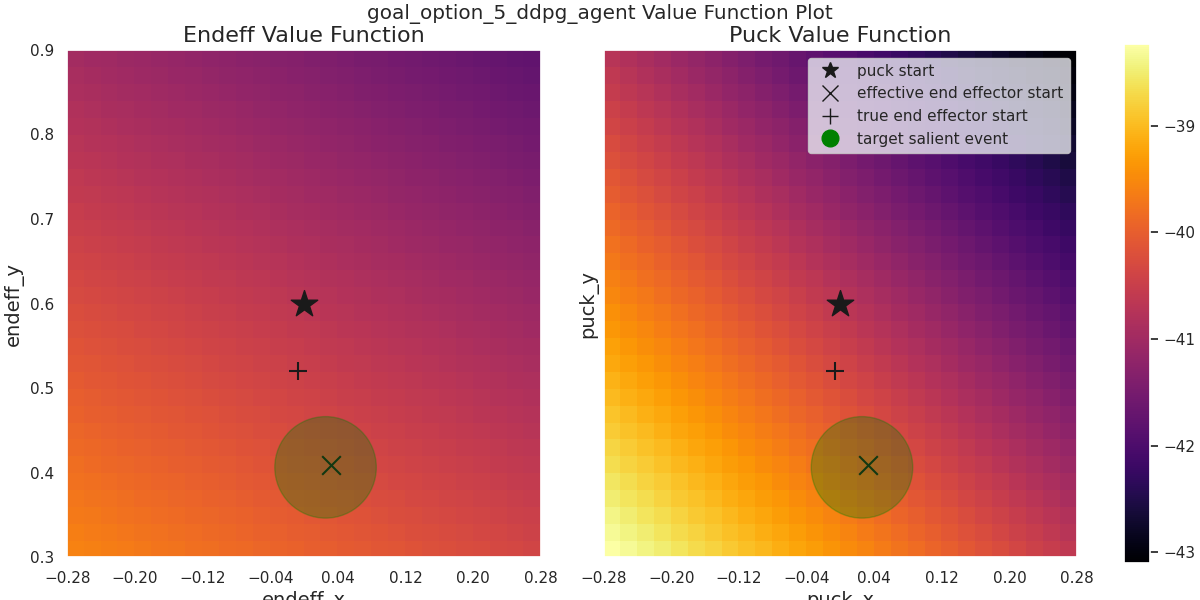 goal_option_5_ddpg_agent Value Function Plot
Endeff Value Function
Puck Value Function
0.9
0.8
0.7
0.6
0.5
0.4
0.3
endeff_y
−0.28 −0.20 −0.12 −0.04 0.04 0.12 0.20 0.28
endeff_x
puck_y
puck start
effective end effector start
true end effector start
target salient event
−0.28 −0.20 −0.12 −0.04 0.04 0.12 0.20 0.28
puck_x
−39
−40
−41
−42
−43